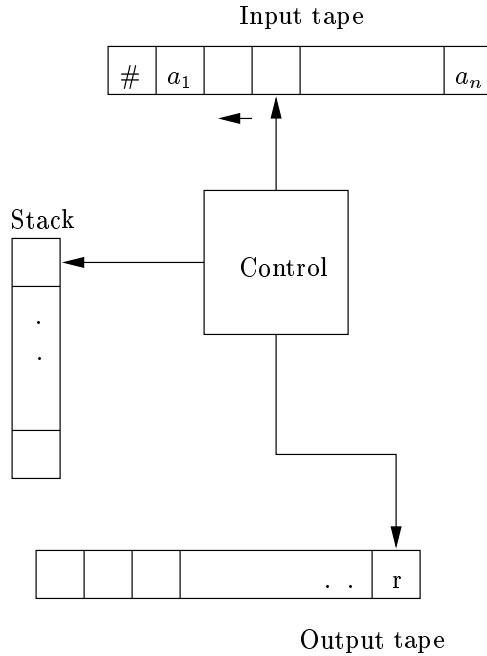 Input tape
# a₁ aₙ
Stack
Control
.
.
. . r
Output tape